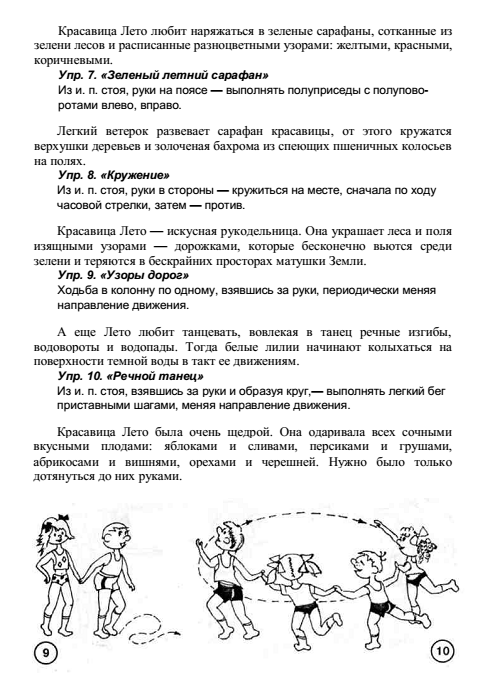 Красавица Лето любит наряжаться в зеленые сарафаны, сотканные из
зелени лесов и расписанные разноцветными узорами: желтыми, красными,
коричневыми.
Упр. 7. «Зеленый летний сарафан»
Из и. п. стоя, руки на поясе — выполнять полуприседы с полупово-
ротами влево, вправо.
Легкий ветерок развевает сарафан красавицы, от этого кружатся
верхушки деревьев и золоченая бахрома из спеющих пшеничных колосьев
на полях.
Упр. 8. «Кружение»
Из и. п. стоя, руки в стороны — кружиться на месте, сначала по ходу
часовой стрелки, затем — против.
Красавица Лето — искусная рукодельница. Она украшает леса и поля
изящными узорами — дорожками, которые бесконечно вьются среди
зелени и теряются в бескрайних просторах матушки Земли.
Упр. 9. «Узоры дорог»
Ходьба в колонну по одному, взявшись за руки, периодически меняя
направление движения.
А еще Лето любит танцевать, вовлекая в танец речные изгибы,
водовороты и водопады. Тогда белые лилии начинают колыхаться на
поверхности темной воды в такт ее движениям.
Упр. 10. «Речной танец»
Из и. п. стоя, взявшись за руки и образуя круг,— выполнять легкий бег
приставными шагами, меняя направление движения.
Красавица Лето была очень щедрой. Она одаривала всех сочными
вкусными плодами: яблоками и сливами, персиками и грушами,
абрикосами и вишнями, орехами и черешней. Нужно было только
дотянуться до них руками.
9
10